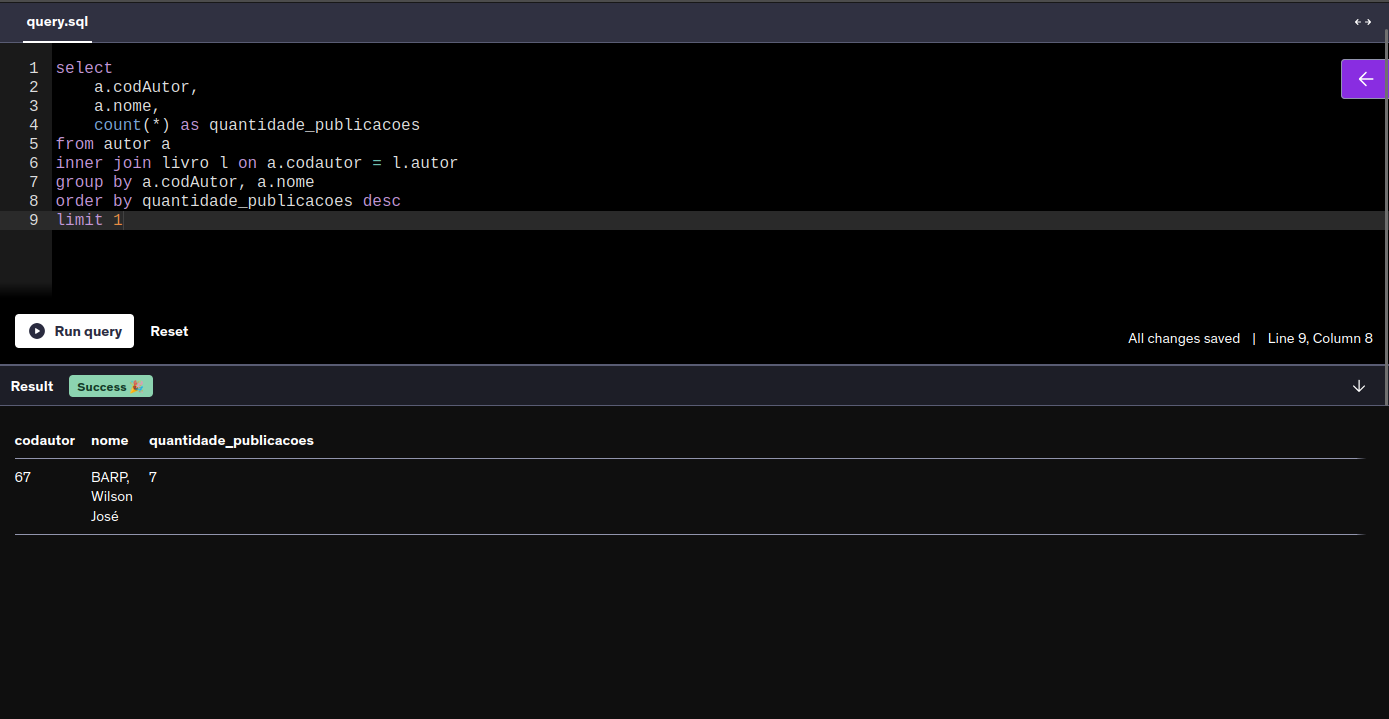 query.sql
1 select
2     a.codAutor,
3     a.nome,
4     count(*) as quantidade_publicacoes
5 from autor a
6 inner join livro l on a.codautor = l.autor
7 group by a.codAutor, a.nome
8 order by quantidade_publicacoes desc
9 limit 1
Run query Reset
All changes saved | Line 9, Column 8
Result Success 🎉
codautor nome quantidade_publicacoes
67 BARP, 7
Wilson
José